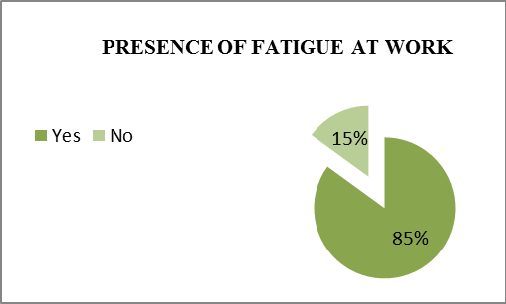 PRESENCE OF FATIGUE AT WORK
Yes No
15%
85%